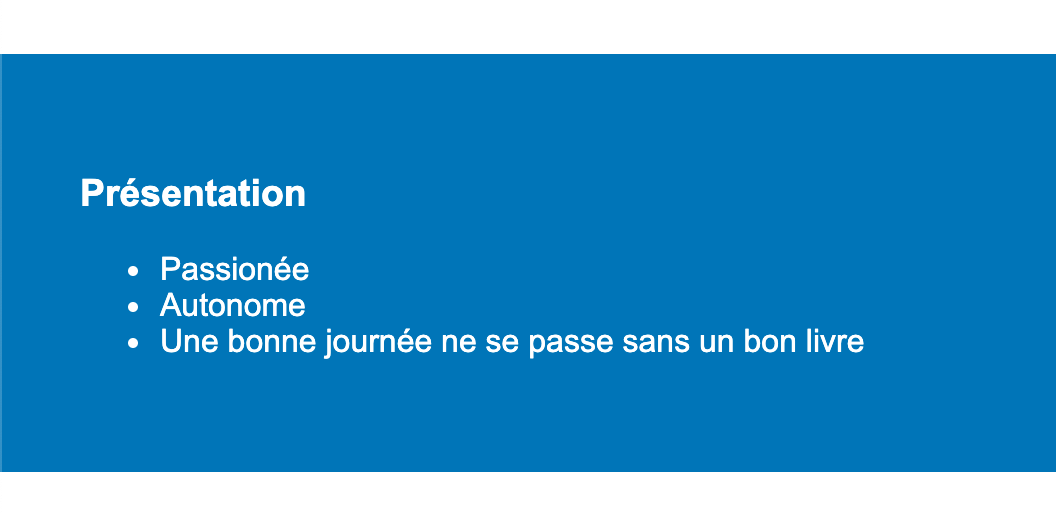 Présentation
• Passionée
• Autonome
• Une bonne journée ne se passe sans un bon livre